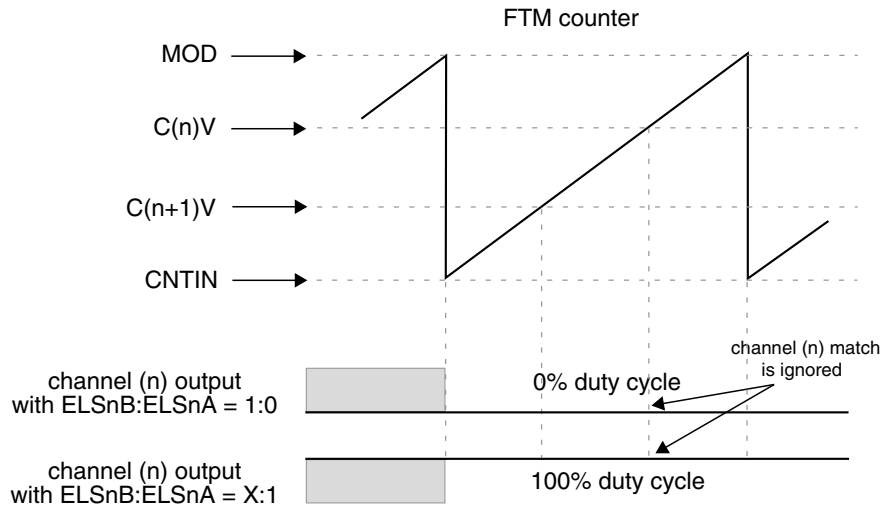 FTM counter
MOD
C(n)V
C(n+1)V
CNTIN
channel (n) match
is ignored
channel (n) output
with ELSnB:ELSnA = 1:0
0% duty cycle
channel (n) output
with ELSnB:ELSnA = X:1
100% duty cycle